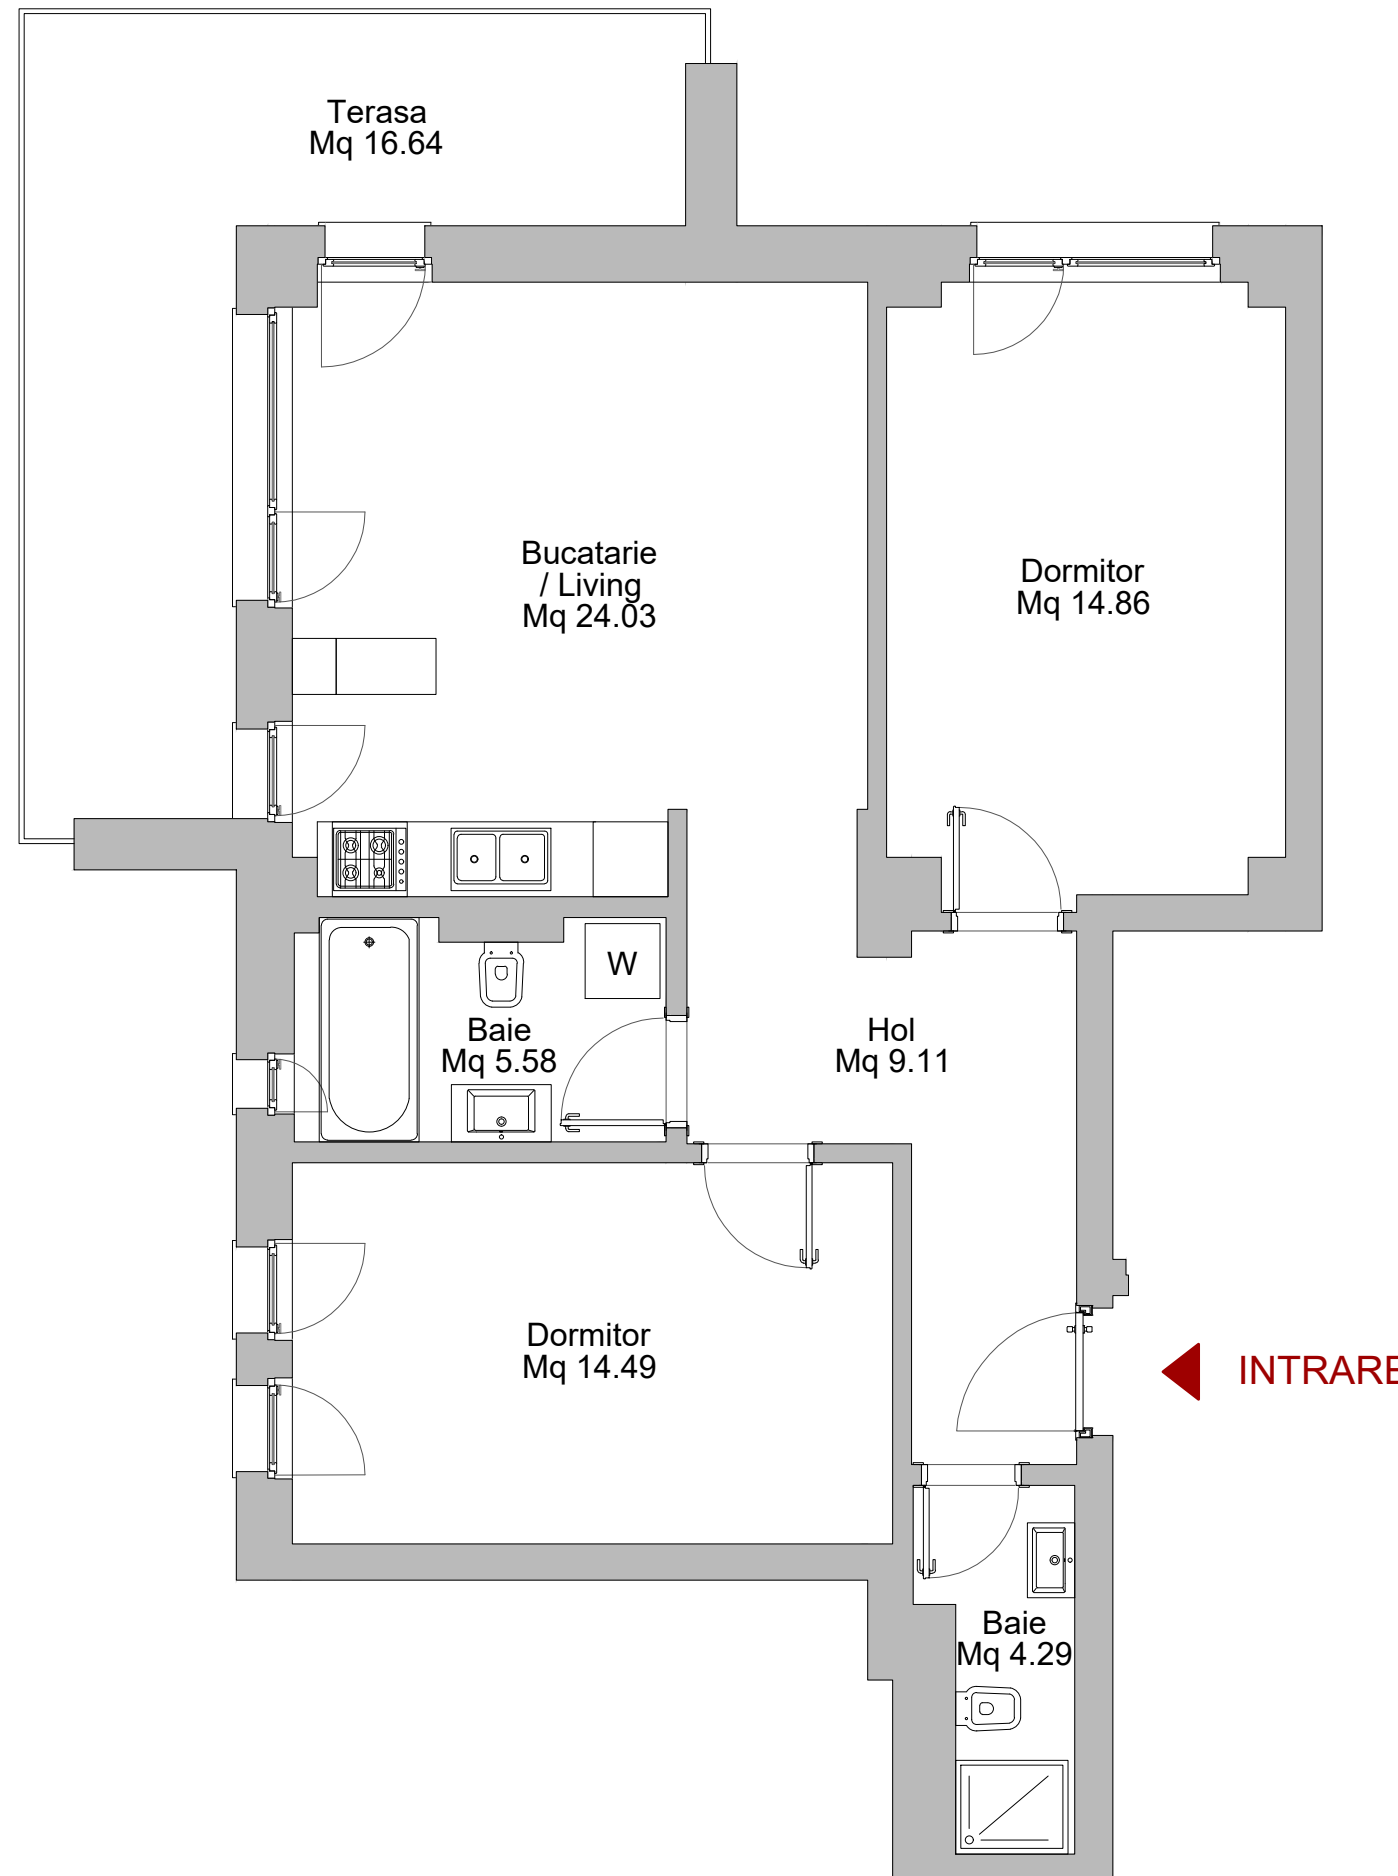 Terasa
Mq 16.64
Bucatarie
/ Living
Mq 24.03
Dormitor
Mq 14.86
W
Baie
Mq 5.58
Hol
Mq 9.11
Dormitor
Mq 14.49
INTRARE
Baie
Mq 4.29